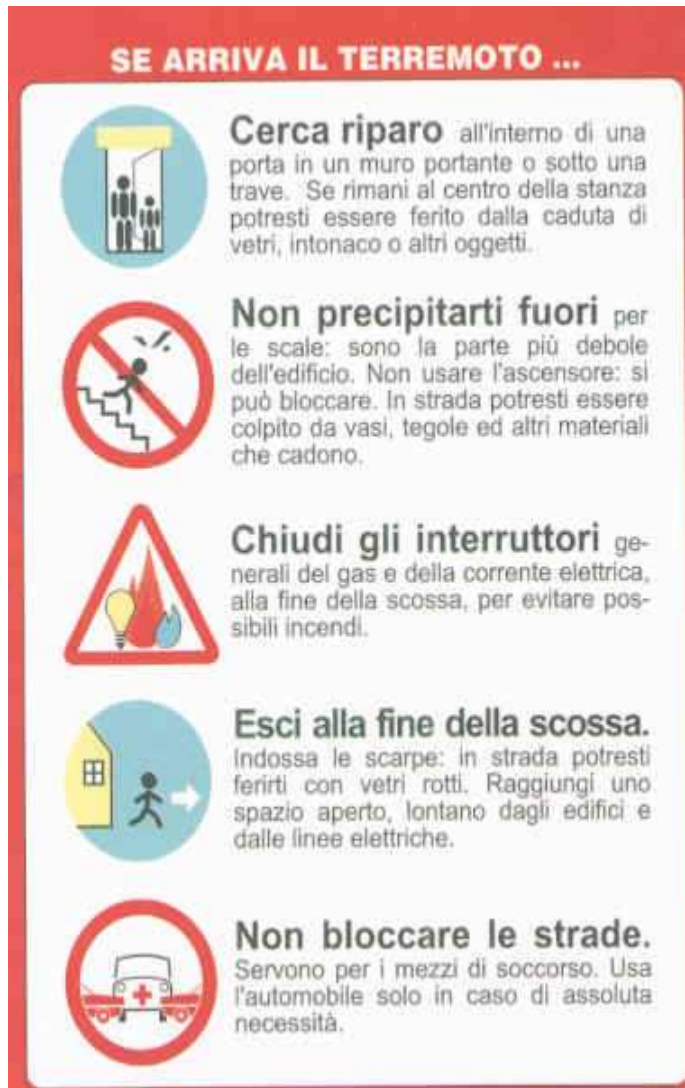 SE ARRIVA IL TERREMOTO ...
Cerca riparo all'interno di una
porta in un muro portante o sotto una
trave. Se rimani al centro della stanza
potresti essere ferito dalla caduta di
vetri, intonaco o altri oggetti.
Non precipitarti fuori per
le scale: sono la parte più debole
dell'edificio. Non usare l'ascensore: si
può bloccare. In strada potresti essere
colpito da vasi, tegole ed altri materiali
che cadono.
Chiudi gli interruttori ge-
nerali del gas e della corrente elettrica,
alla fine della scossa, per evitare pos-
sibili incendi.
Esci alla fine della scossa.
Indossa le scarpe: in strada potresti
ferirti con vetri rotti. Raggiungi uno
spazio aperto, lontano dagli edifici e
dalle linee elettriche.
Non bloccare le strade.
Servono per i mezzi di soccorso. Usa
l'automobile solo in caso di assoluta
necessità.